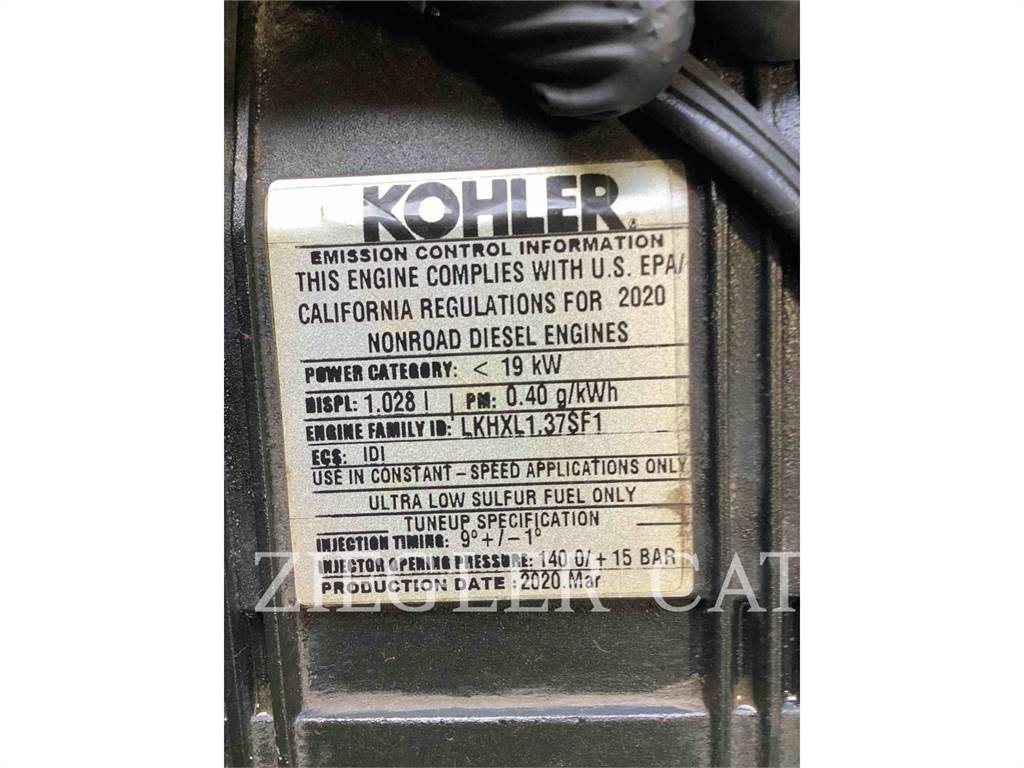 KOHLER
EMISSION CONTROL INFORMATION
THIS ENGINE COMPLIES WITH U.S. EPA/
CALIFORNIA REGULATIONS FOR 2020
NONROAD DIESEL ENGINES
POWER CATEGORY: < 19 kW
DISPL: 1.028 l | PM: 0.40 g/kWh
ENGINE FAMILY ID: LKHXL1.37SF1
ECS: IDI
USE IN CONSTANT - SPEED APPLICATIONS ONLY
ULTRA LOW SULFUR FUEL ONLY
TUNEUP SPECIFICATION
INJECTION TIMING: 9° +/- 1°
INJECTOR OPENING PRESSURE: 140 0/ + 15 BAR
PRODUCTION DATE : 2020.Mar
ZIEGLER CAT